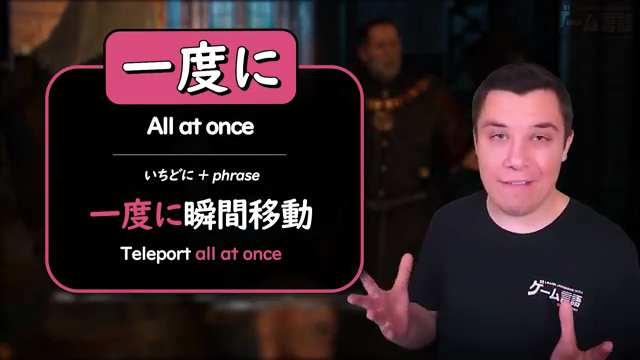 一度に
All at once
いちどに + phrase
一度に瞬間移動
Teleport all at once
ゲーム言語
ゲーム言語